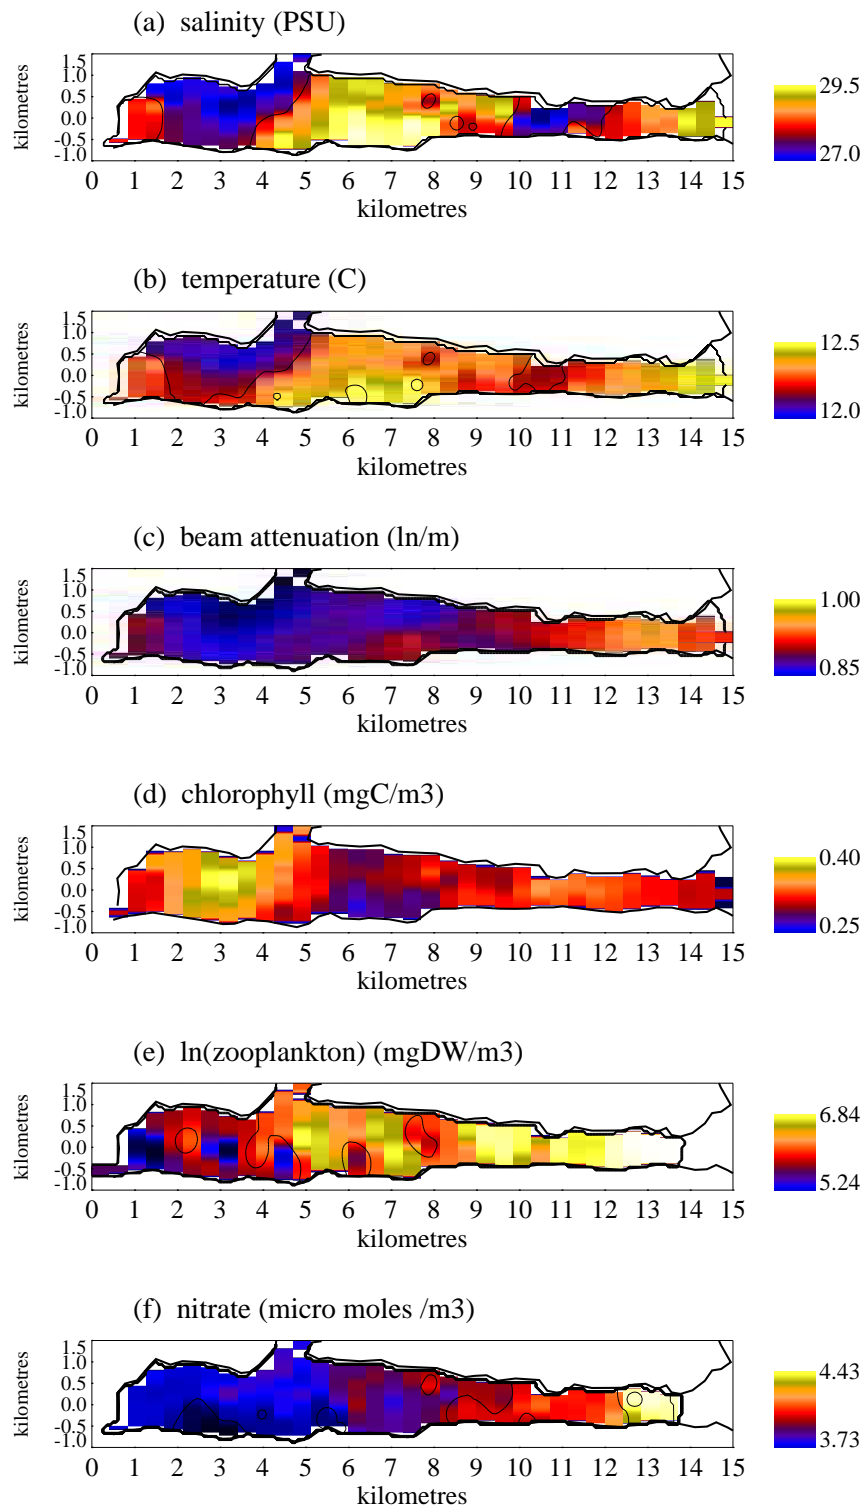 (a) salinity (PSU)
kilometres
1.5
1.0
0.5
0.0
-0.5
-1.0
29.5
27.0
0 1 2 3 4 5 6 7 8 9 10 11 12 13 14 15
kilometres
(b) temperature (C)
kilometres
1.5
1.0
0.5
0.0
-0.5
-1.0
12.5
12.0
0 1 2 3 4 5 6 7 8 9 10 11 12 13 14 15
kilometres
(c) beam attenuation (ln/m)
kilometres
1.5
1.0
0.5
0.0
-0.5
-1.0
1.00
0.85
0 1 2 3 4 5 6 7 8 9 10 11 12 13 14 15
kilometres
(d) chlorophyll (mgC/m3)
kilometres
1.5
1.0
0.5
0.0
-0.5
-1.0
0.40
0.25
0 1 2 3 4 5 6 7 8 9 10 11 12 13 14 15
kilometres
(e) ln(zooplankton) (mgDW/m3)
kilometres
1.5
1.0
0.5
0.0
-0.5
-1.0
6.84
5.24
0 1 2 3 4 5 6 7 8 9 10 11 12 13 14 15
kilometres
(f) nitrate (micro moles /m3)
kilometres
1.5
1.0
0.5
0.0
-0.5
-1.0
4.43
3.73
0 1 2 3 4 5 6 7 8 9 10 11 12 13 14 15
kilometres